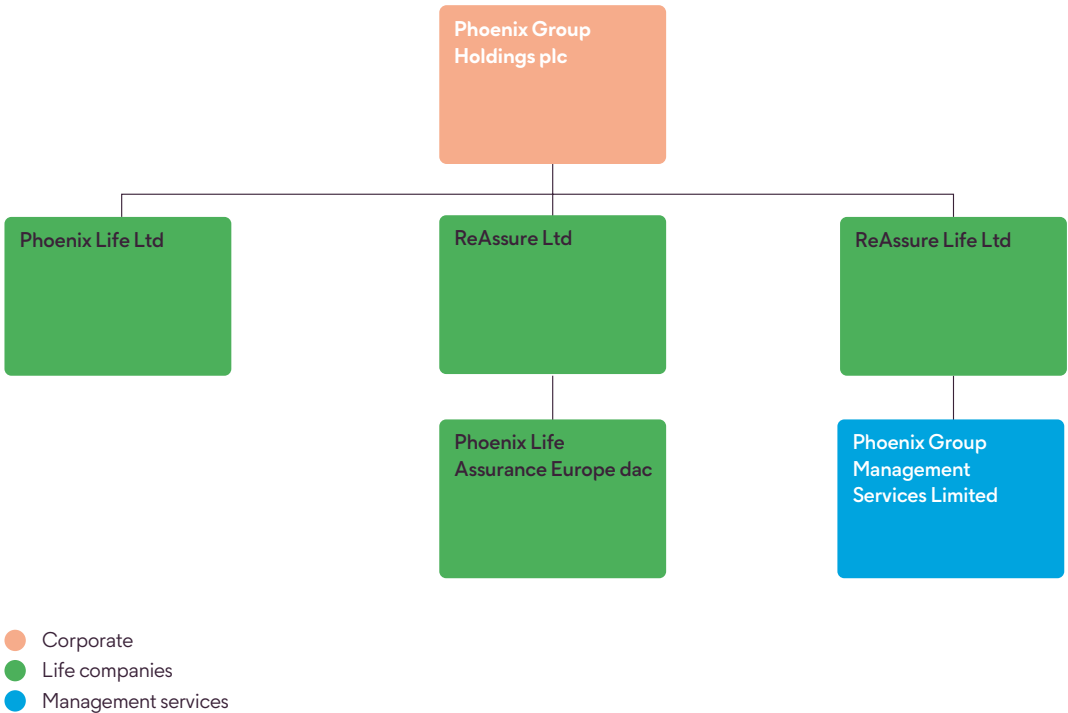 Phoenix Group
Holdings plc
Phoenix Life Ltd
ReAssure Ltd
ReAssure Life Ltd
Phoenix Life
Assurance Europe dac
Phoenix Group
Management
Services Limited
Corporate
Life companies
Management services